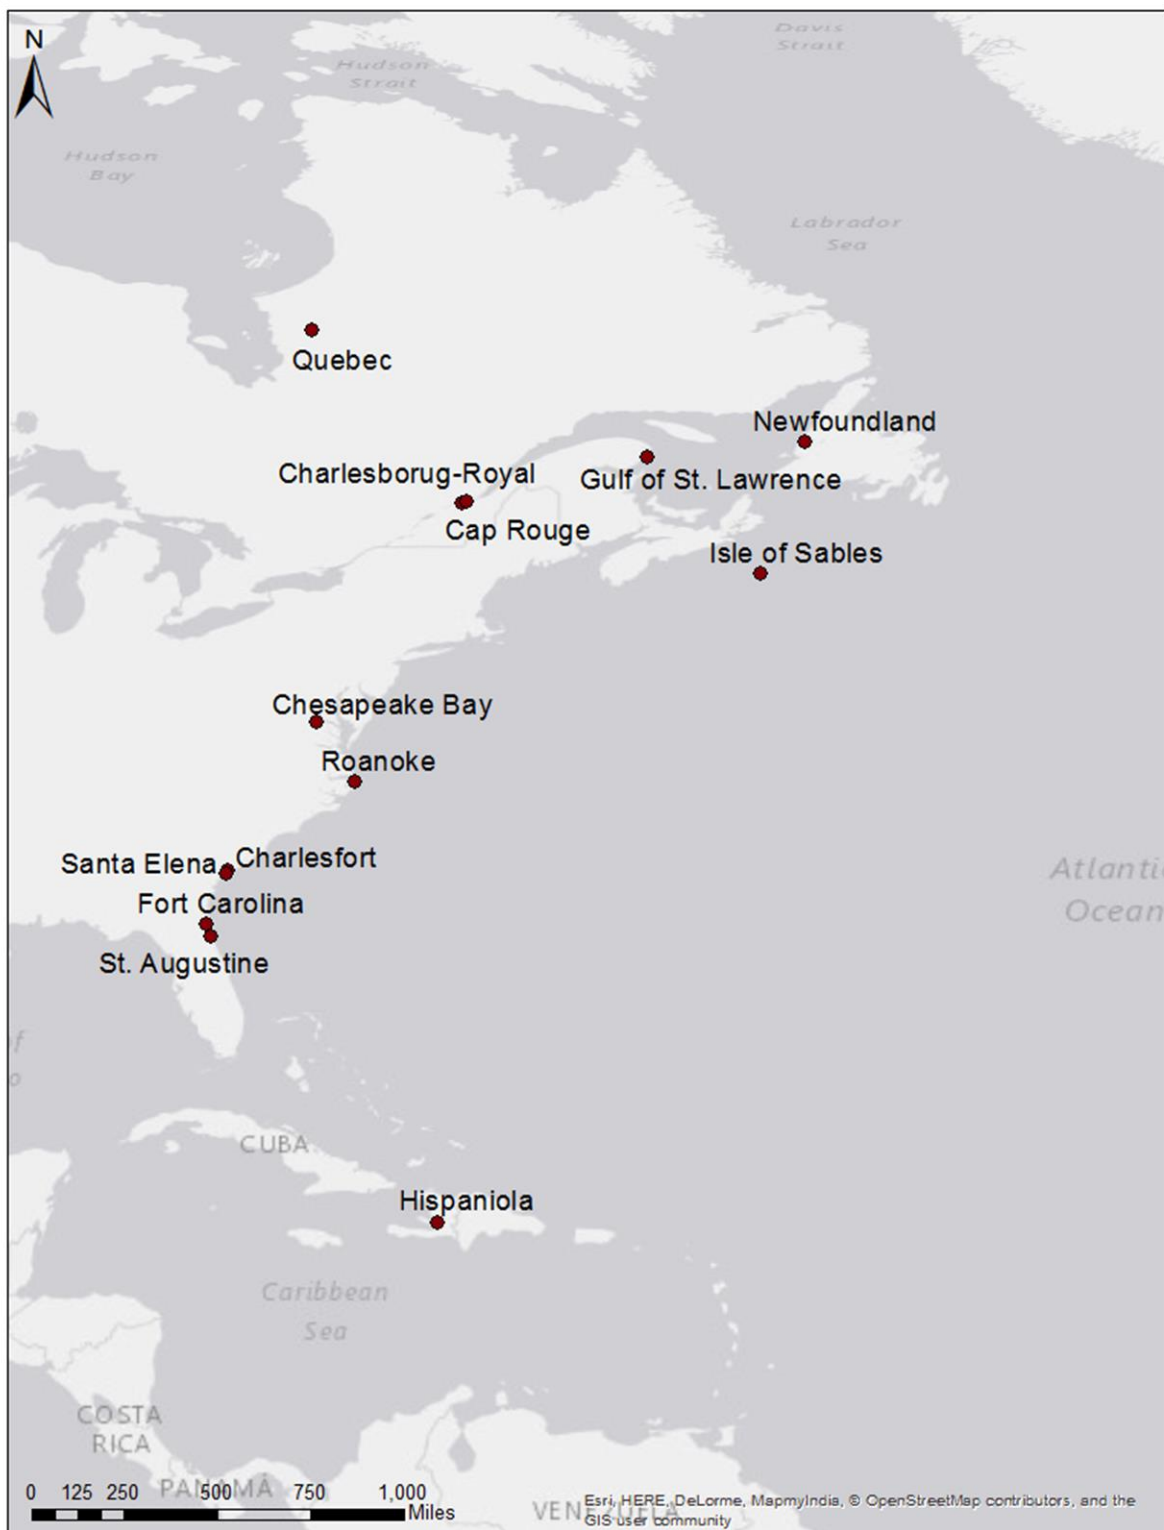 N
Davis
Strait
Hudson
Strait
Hudson
Bay
Labrador
Sea
Quebec
Newfoundland
Charlesborug-Royal
Gulf of St. Lawrence
Cap Rouge
Isle of Sables
Chesapeake Bay
Roanoke
Santa Elena
Charlesfort
Atlantic
Ocean
Fort Carolina
St. Augustine
of
o
CUBA
Hispaniola
Caribbean
Sea
COSTA
RICA
PANAMÁ
0 125 250 500 750 1,000
Miles
VENEZUELA
Esri, HERE, DeLorme, MapmyIndia, © OpenStreetMap contributors, and the
GIS user community